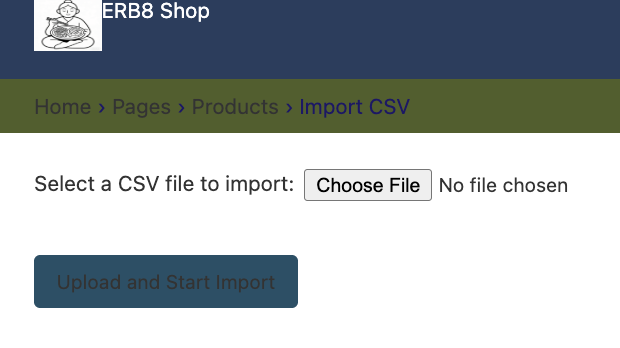 ERB8 Shop
Home › Pages › Products › Import CSV
Select a CSV file to import: Choose File No file chosen
Upload and Start Import